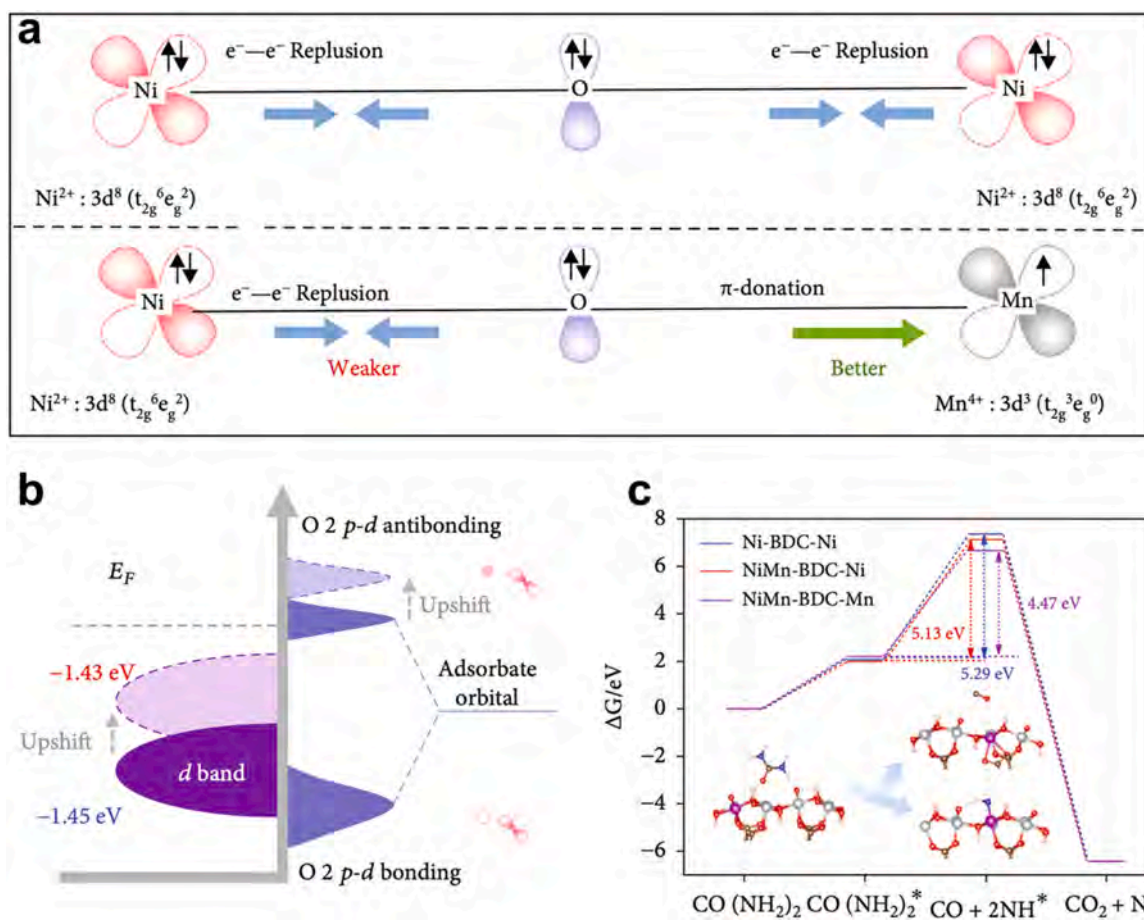 a
e⁻—e⁻ Replusion
e⁻—e⁻ Replusion
Ni
O
Ni
Ni²⁺ : 3d⁸ (t₂g⁶eg²)
Ni²⁺ : 3d⁸ (t₂g⁶eg²)
e⁻—e⁻ Replusion
π-donation
Ni
O
Mn
Weaker
Better
Ni²⁺ : 3d⁸ (t₂g⁶eg²)
Mn⁴⁺ : 3d³ (t₂g³eg⁰)
b
O 2 p-d antibonding
E_F
Upshift
−1.43 eV
Adsorbate
orbital
Upshift
d band
−1.45 eV
O 2 p-d bonding
c
8
6
4
2
0
−2
−4
−6
ΔG/eV
Ni-BDC-Ni
NiMn-BDC-Ni
NiMn-BDC-Mn
4.47 eV
5.13 eV
5.29 eV
CO (NH₂)₂ CO (NH₂)₂* CO + 2NH* CO₂ + N